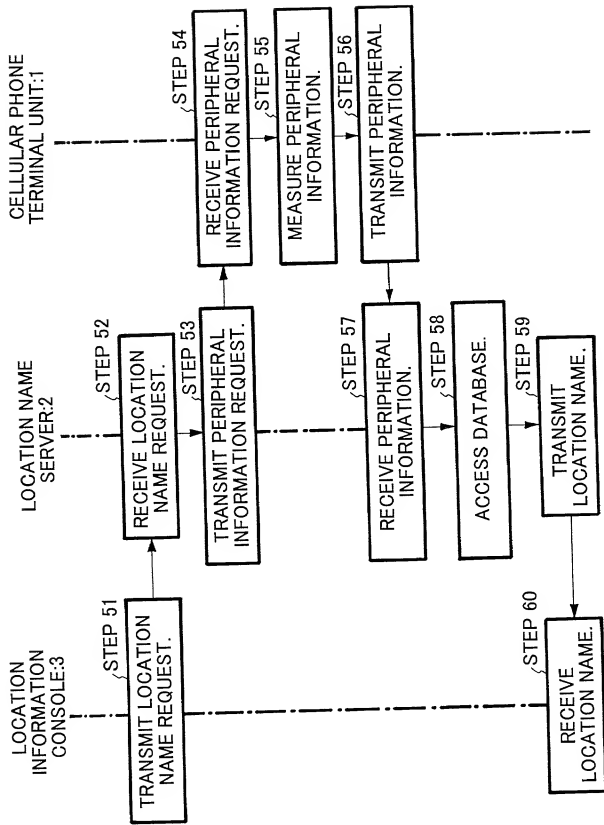 LOCATION
INFORMATION
CONSOLE:3
LOCATION NAME
SERVER:2
CELLULAR PHONE
TERMINAL UNIT:1
STEP 51
TRANSMIT LOCATION
NAME REQUEST.
STEP 52
RECEIVE LOCATION
NAME REQUEST.
STEP 53
TRANSMIT PERIPHERAL
INFORMATION REQUEST.
STEP 54
RECEIVE PERIPHERAL
INFORMATION REQUEST.
STEP 55
MEASURE PERIPHERAL
INFORMATION.
STEP 56
TRANSMIT PERIPHERAL
INFORMATION.
STEP 57
RECEIVE PERIPHERAL
INFORMATION.
STEP 58
ACCESS DATABASE.
STEP 59
TRANSMIT
LOCATION NAME.
STEP 60
RECEIVE
LOCATION NAME.